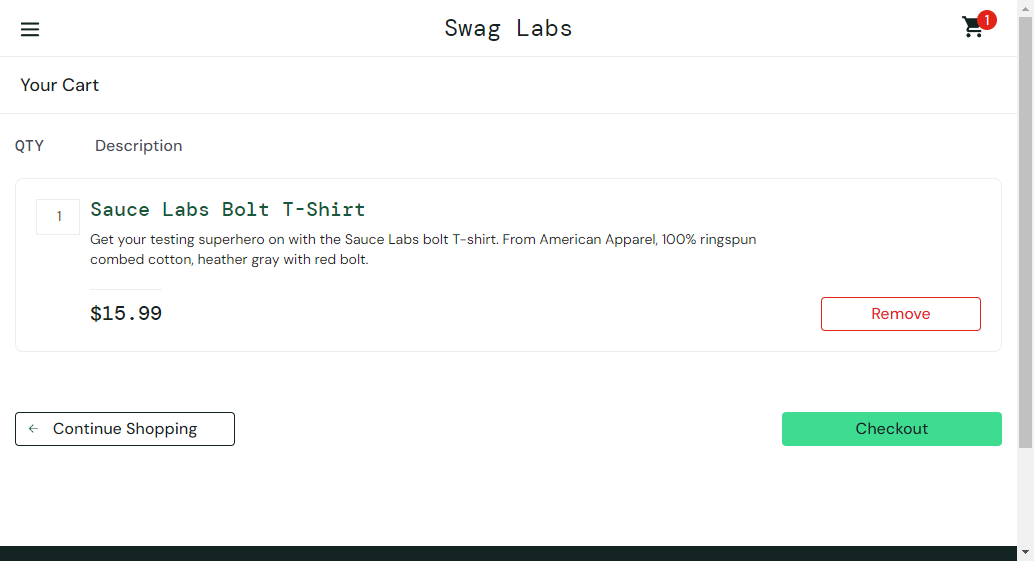 Swag Labs
1
Your Cart
QTY Description
1
Sauce Labs Bolt T-Shirt
Get your testing superhero on with the Sauce Labs bolt T-shirt. From American Apparel, 100% ringspun
combed cotton, heather gray with red bolt.
$15.99
Remove
Continue Shopping
Checkout